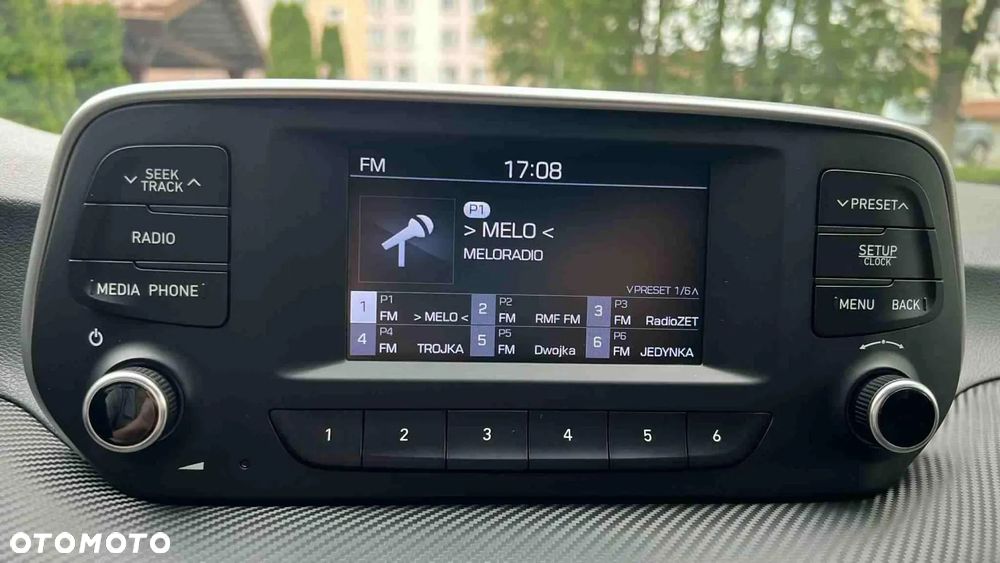 FM 17:08
P1
> MELO <
MELORADIO
PRESET 1/6
1 P1 FM > MELO < 2 P2 FM RMF FM 3 P3 FM RadioZET
4 P4 FM TROJKA 5 P5 FM Dwojka 6 P6 FM JEDYNKA
SEEK
TRACK
RADIO
MEDIA PHONE
PRESET
SETUP
CLOCK
MENU BACK
1 2 3 4 5 6
OTOMOTO